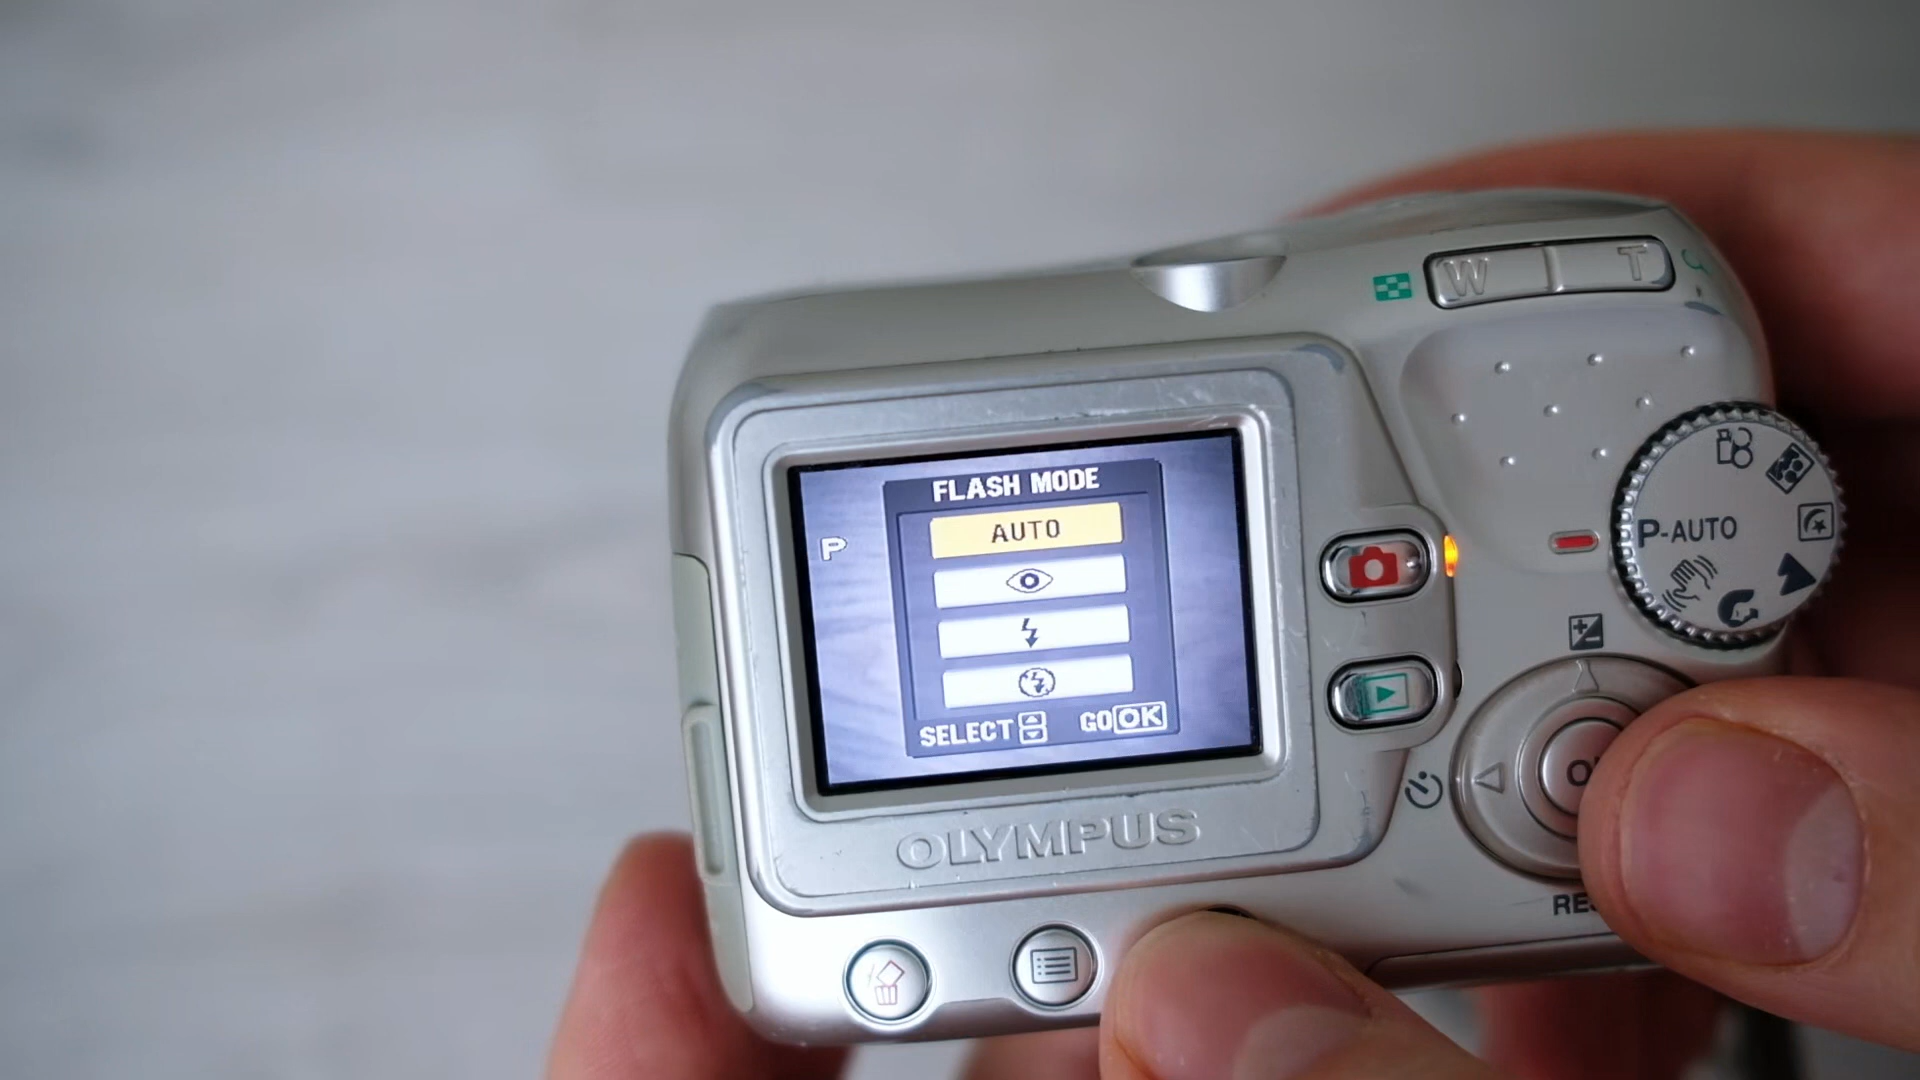 W T
FLASH MODE
AUTO
P
SELECT GO OK
P-AUTO
OLYMPUS